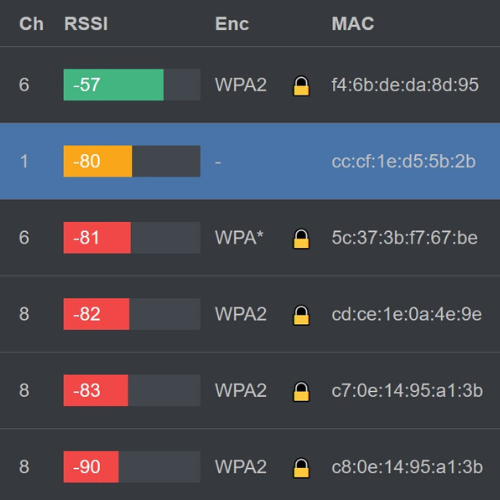 Ch RSSI Enc MAC
6 -57 WPA2 f4:6b:de:da:8d:95
1 -80 - cc:cf:1e:d5:5b:2b
6 -81 WPA* 5c:37:3b:f7:67:be
8 -82 WPA2 cd:ce:1e:0a:4e:9e
8 -83 WPA2 c7:0e:14:95:a1:3b
8 -90 WPA2 c8:0e:14:95:a1:3b